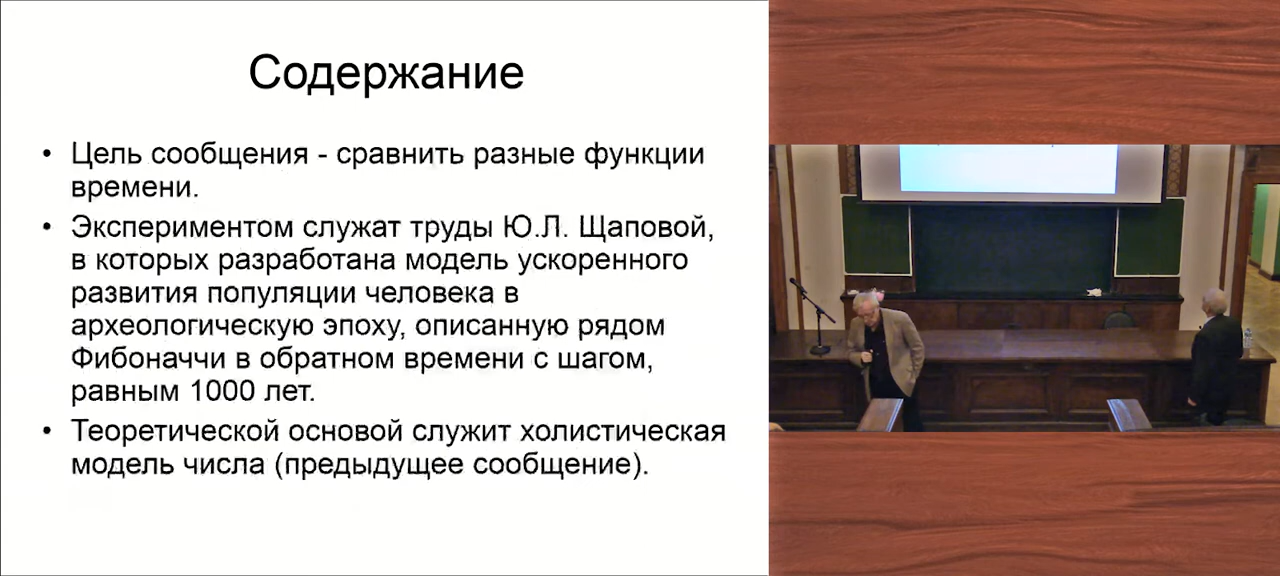 Содержание
• Цель сообщения - сравнить разные функции
времени.
• Экспериментом служат труды Ю.Л. Щаповой,
в которых разработана модель ускоренного
развития популяции человека в
археологическую эпоху, описанную рядом
Фибоначчи в обратном времени с шагом,
равным 1000 лет.
• Теоретической основой служит холистическая
модель числа (предыдущее сообщение).